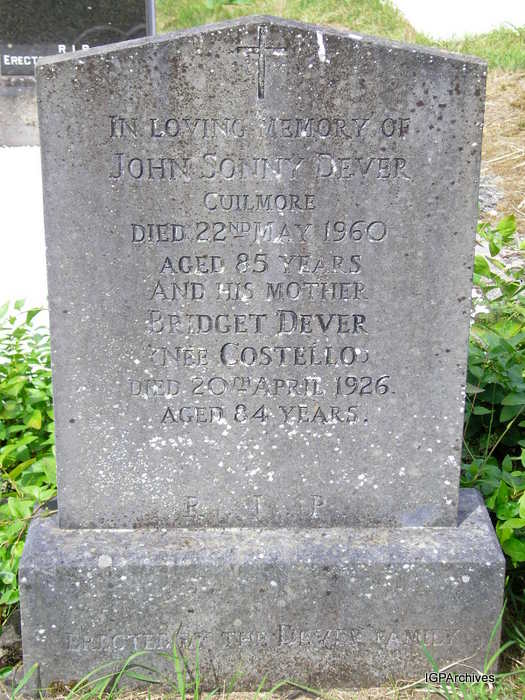 R.I.P.
Erecte
In loving memory of
John Sonny Dever
Cuilmore
died 22nd May 1960
aged 85 years
And his mother
Bridget Dever
(nee Costello)
died 20th April 1926.
aged 84 years.
R I P
Erected by the Dever family
IGPArchives